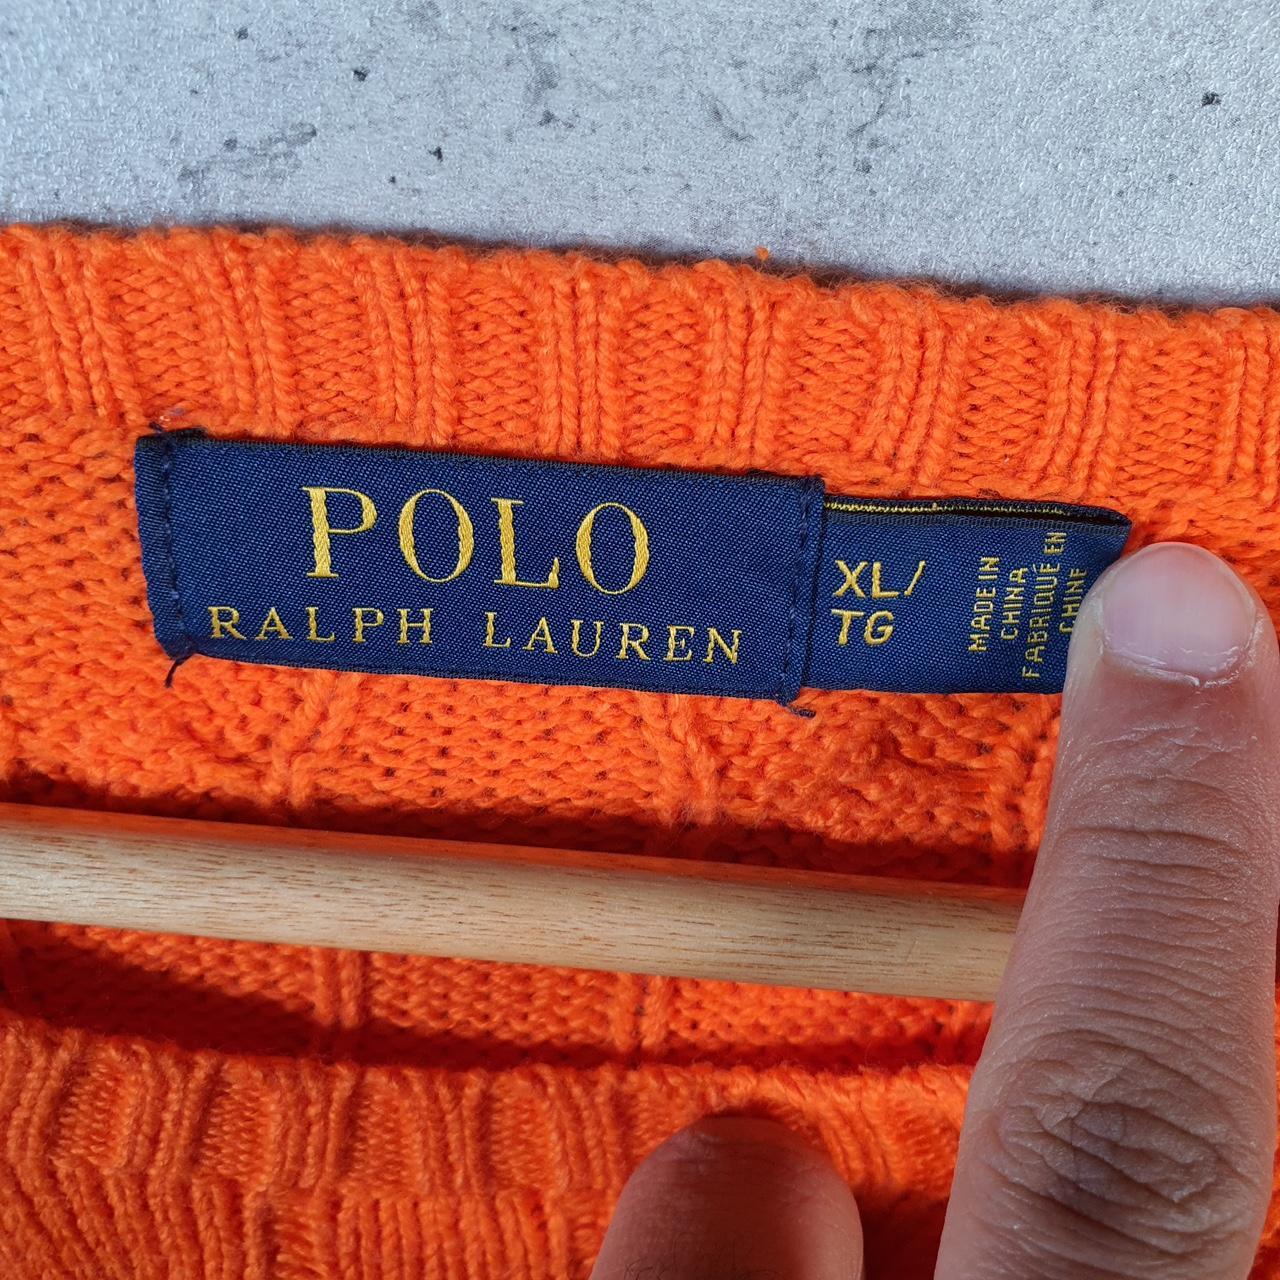 POLO
RALPH LAUREN
XL/
TG
MADE IN
CHINA
FABRIQUÉ EN
CHINE